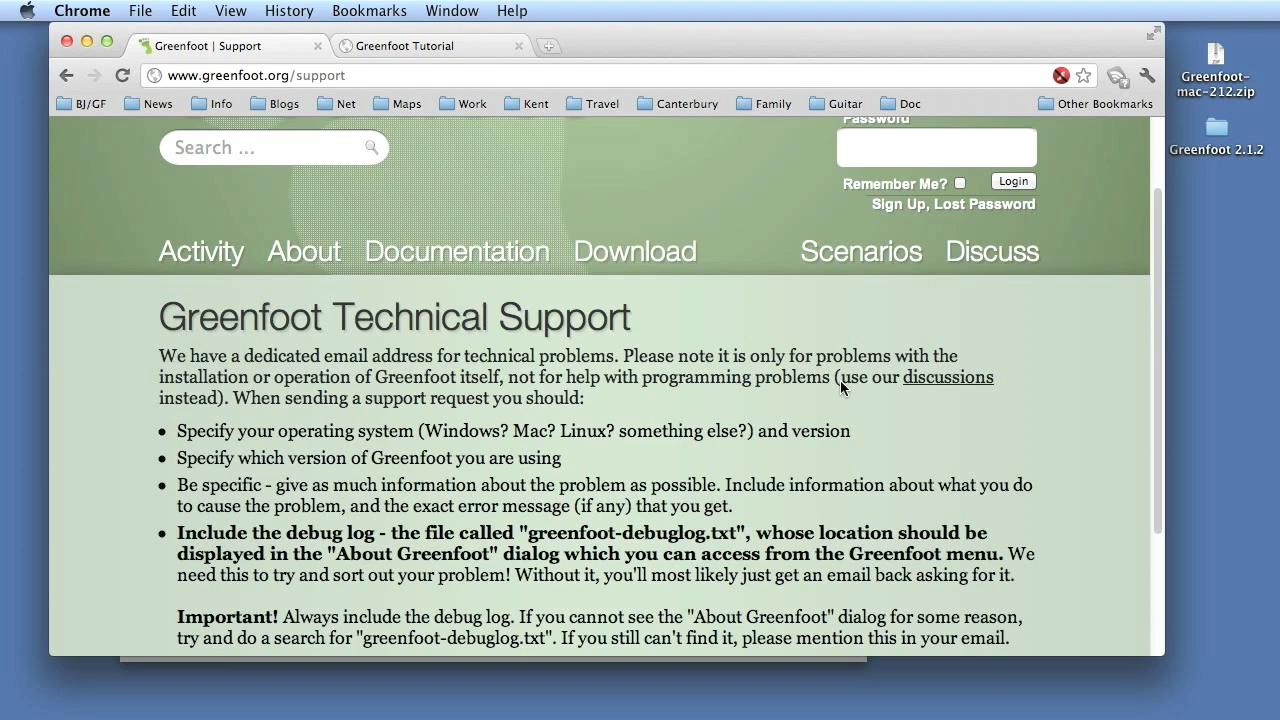 Chrome File Edit View History Bookmarks Window Help
Greenfoot | Support
Greenfoot Tutorial
www.greenfoot.org/support
BJ/GF News Info Blogs Net Maps Work Kent Travel Canterbury Family Guitar Doc Other Bookmarks
Greenfoot-
mac-212.zip
Greenfoot 2.1.2
Password
Search ...
Remember Me? Login
Sign Up, Lost Password
Activity About Documentation Download Scenarios Discuss
Greenfoot Technical Support
We have a dedicated email address for technical problems. Please note it is only for problems with the
installation or operation of Greenfoot itself, not for help with programming problems (use our discussions
instead). When sending a support request you should:
• Specify your operating system (Windows? Mac? Linux? something else?) and version
• Specify which version of Greenfoot you are using
• Be specific - give as much information about the problem as possible. Include information about what you do
to cause the problem, and the exact error message (if any) that you get.
• Include the debug log - the file called "greenfoot-debuglog.txt", whose location should be
displayed in the "About Greenfoot" dialog which you can access from the Greenfoot menu. We
need this to try and sort out your problem! Without it, you'll most likely just get an email back asking for it.
Important! Always include the debug log. If you cannot see the "About Greenfoot" dialog for some reason,
try and do a search for "greenfoot-debuglog.txt". If you still can't find it, please mention this in your email.